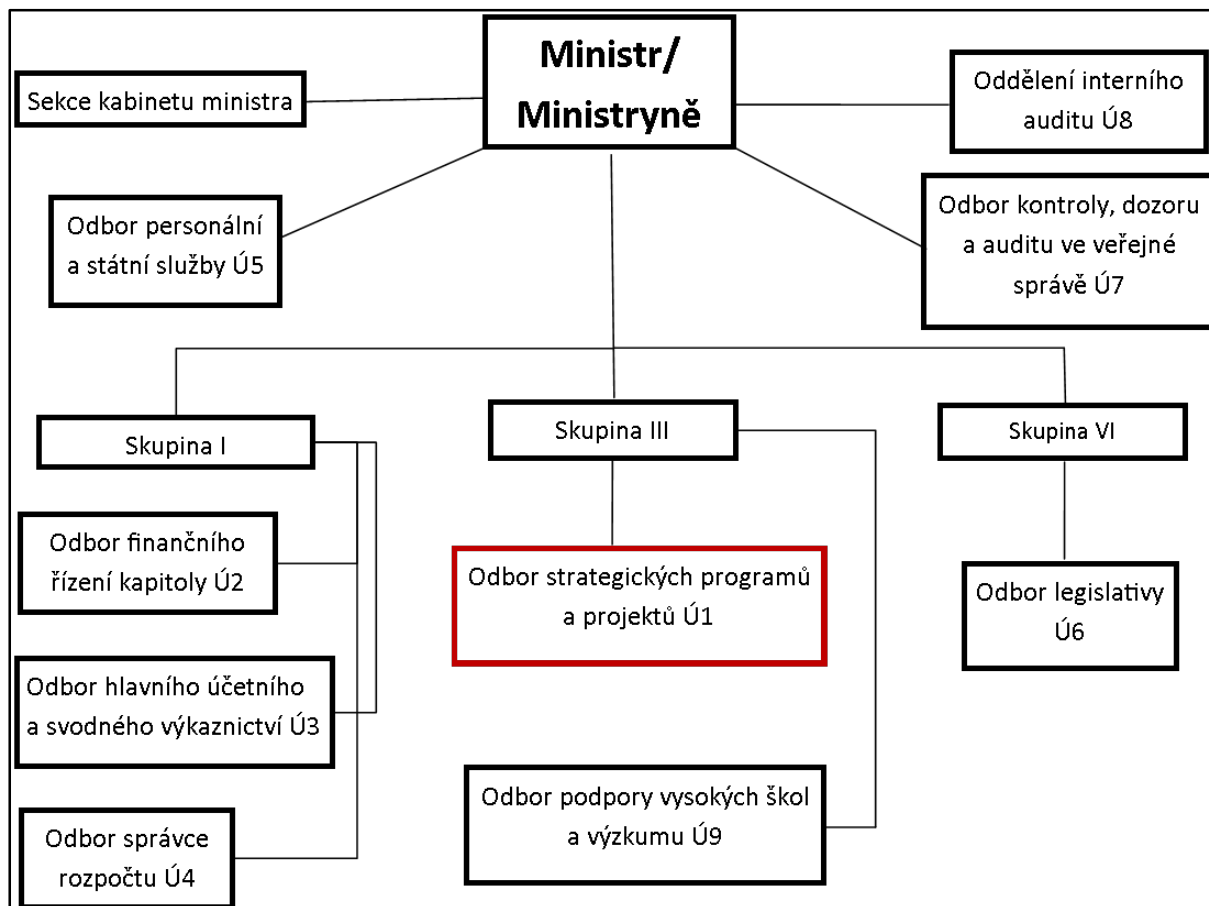 Ministr/
Ministryně
Sekce kabinetu ministra
Oddělení interního
auditu Ú8
Odbor personální
a státní služby Ú5
Odbor kontroly, dozoru
a auditu ve veřejné
správě Ú7
Skupina I
Skupina III
Skupina VI
Odbor finančního
řízení kapitoly Ú2
Odbor strategických programů
a projektů Ú1
Odbor legislativy
Ú6
Odbor hlavního účetního
a svodného výkaznictví Ú3
Odbor podpory vysokých škol
a výzkumu Ú9
Odbor správce
rozpočtu Ú4